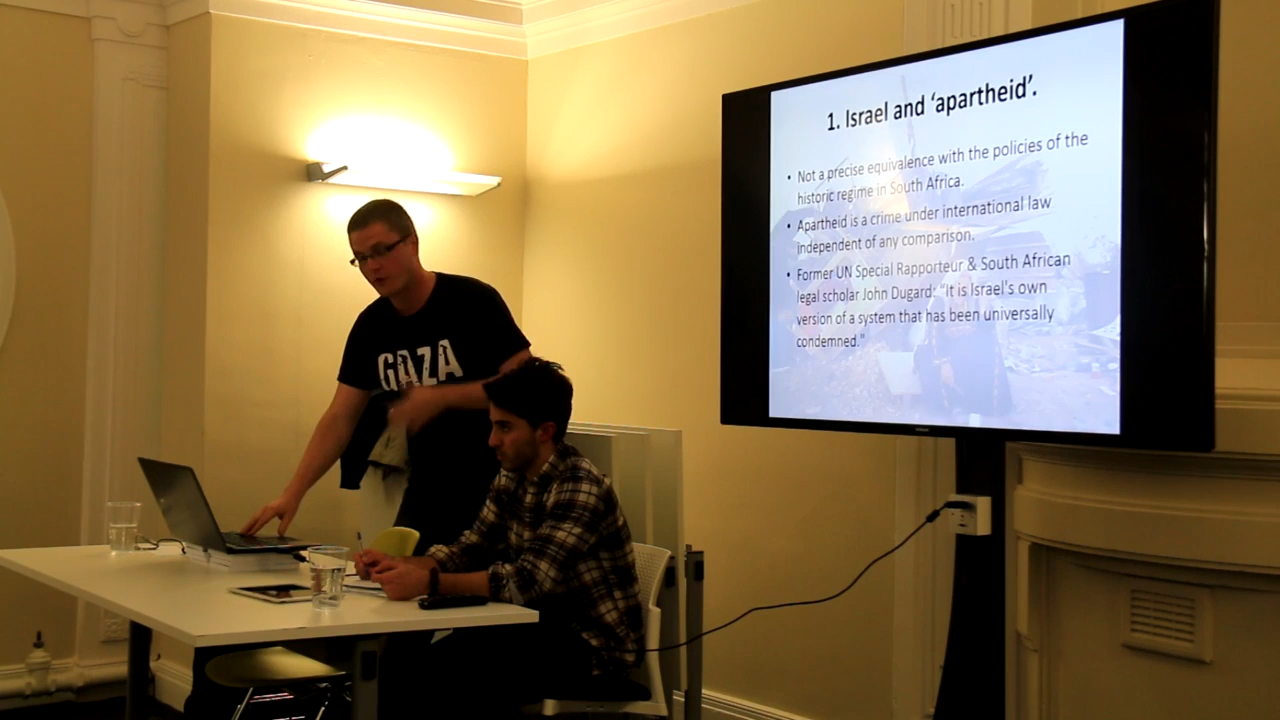 1. Israel and 'apartheid'.
• Not a precise equivalence with the policies of the
historic regime in South Africa.
• Apartheid is a crime under international law
independent of any comparison.
• Former UN Special Rapporteur & South African
legal scholar John Dugard: "It is Israel's own
version of a system that has been universally
condemned."
GAZA